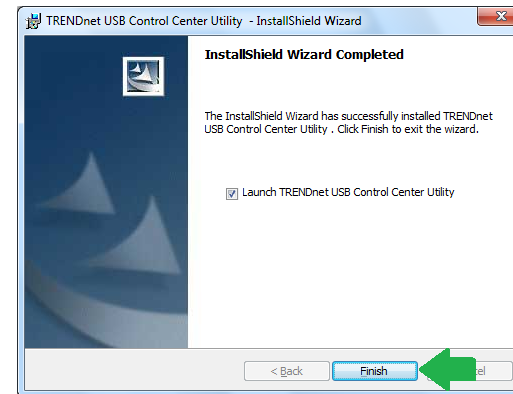 TRENDnet USB Control Center Utility - InstallShield Wizard
InstallShield Wizard Completed
The InstallShield Wizard has successfully installed TRENDnet
USB Control Center Utility . Click Finish to exit the wizard.
Launch TRENDnet USB Control Center Utility
< Back
Finish